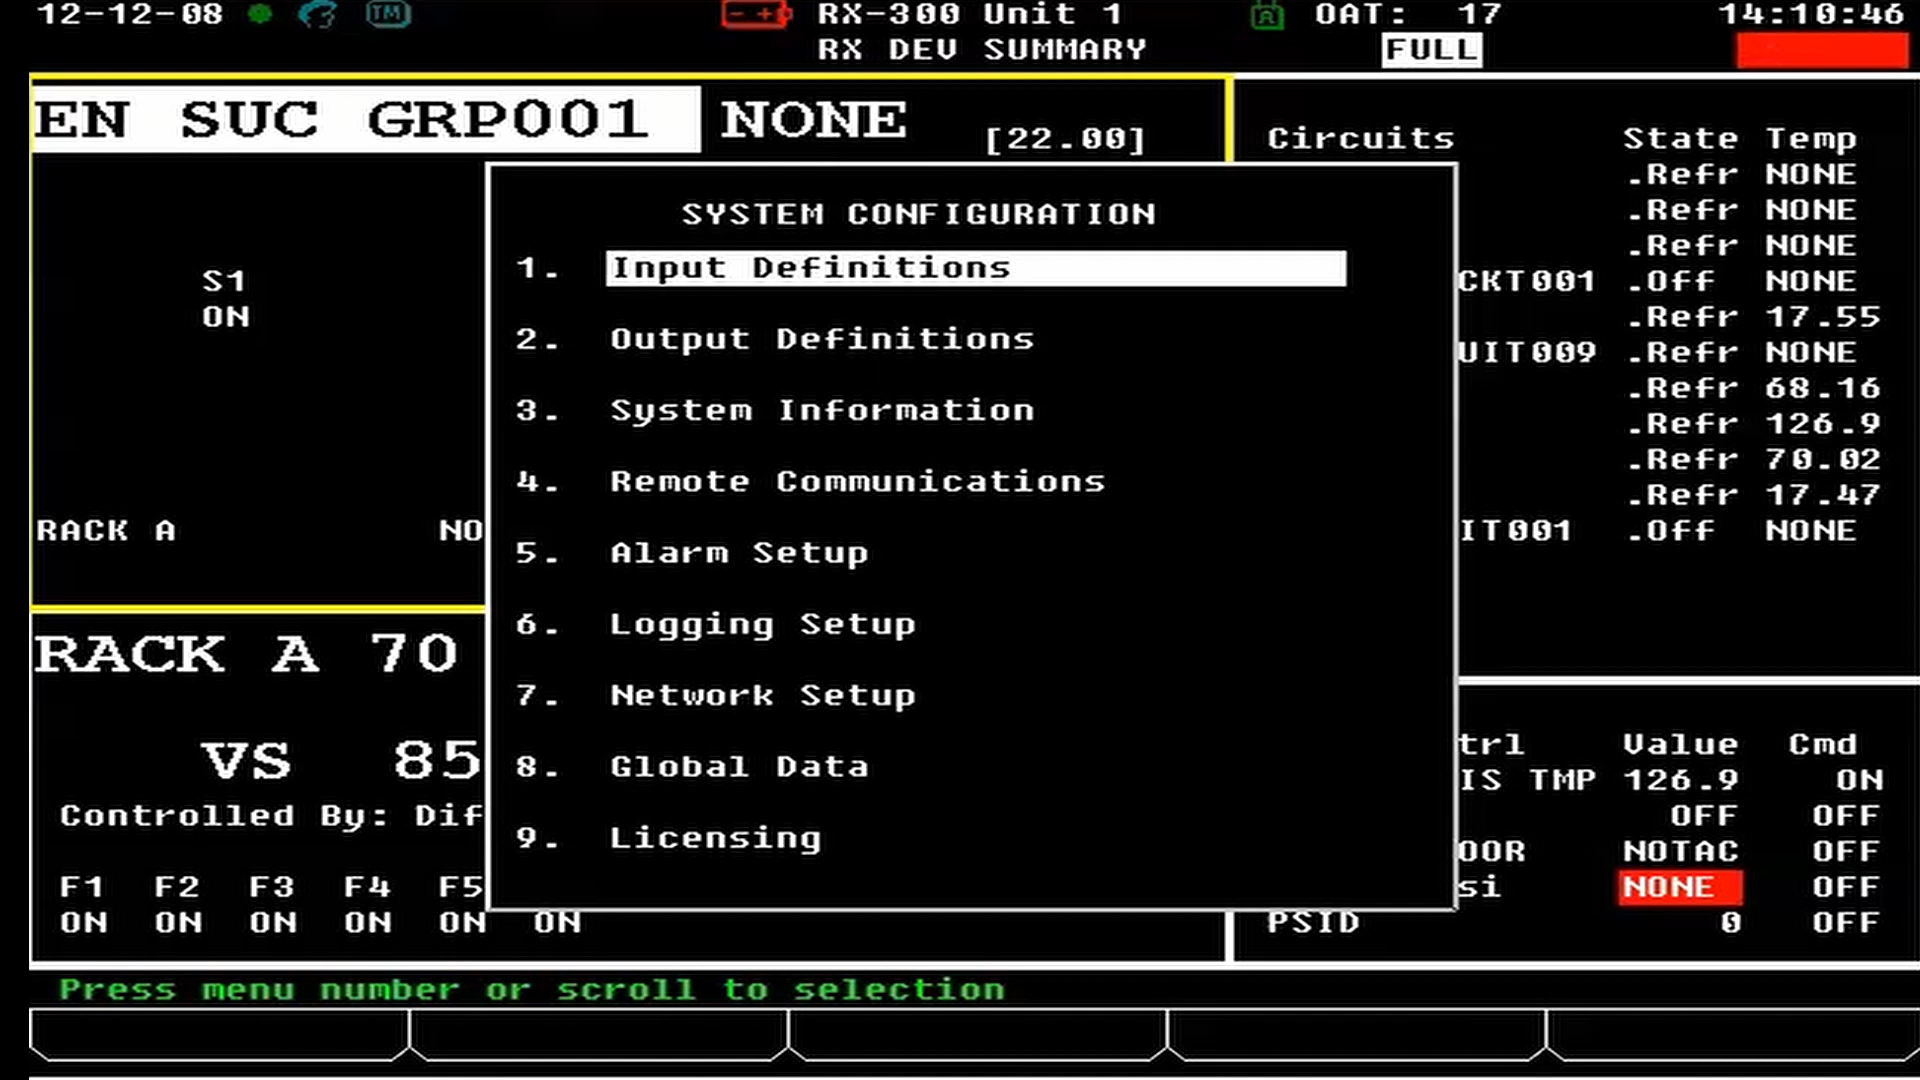 12-12-08 TM RX-300 Unit 1 OAT: 17 14:10:46
RX DEV SUMMARY FULL
EN SUC GRP001 NONE [22.00]
S1
ON
RACK A NO
RACK A 70
VS 85
Controlled By: Dif
F1 F2 F3 F4 F5
ON ON ON ON ON ON
SYSTEM CONFIGURATION
1. Input Definitions
2. Output Definitions
3. System Information
4. Remote Communications
5. Alarm Setup
6. Logging Setup
7. Network Setup
8. Global Data
9. Licensing
Circuits State Temp
.Refr NONE
.Refr NONE
.Refr NONE
CKT001 .Off NONE
.Refr 17.55
UIT009 .Refr NONE
.Refr 68.16
.Refr 126.9
.Refr 70.02
.Refr 17.47
IT001 .Off NONE
trl Value Cmd
IS TMP 126.9 ON
OFF OFF
OOR NOTAC OFF
si NONE OFF
PSID 0 OFF
Press menu number or scroll to selection